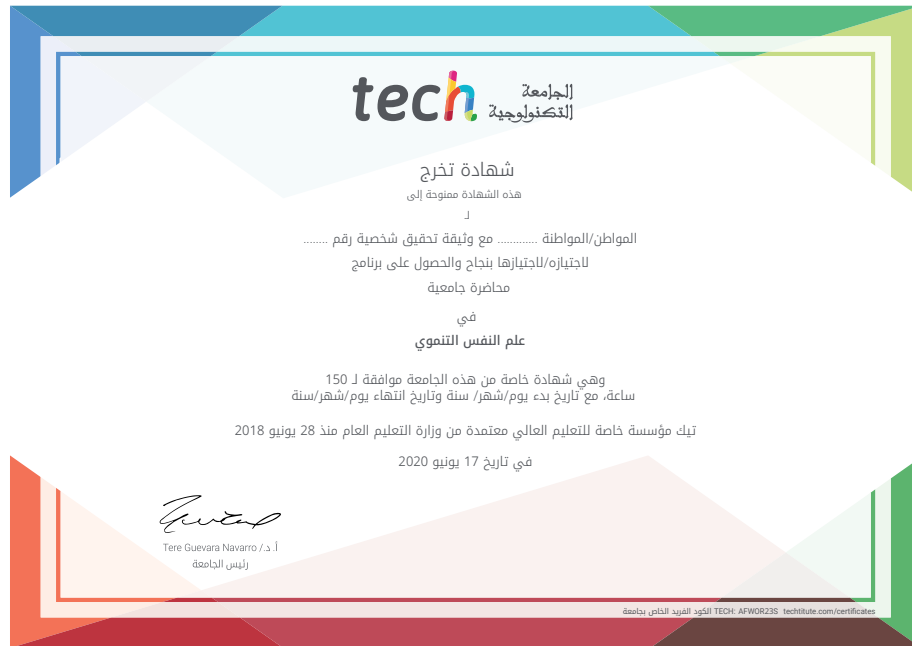 tech الجامعة
التكنولوجية
شهادة تخرج
هذه الشهادة ممنوحة إلى
لـ
المواطن/المواطنة ............ مع وثيقة تحقيق شخصية رقم ........
لاجتيازه/لاجتيازها بنجاح والحصول على برنامج
محاضرة جامعية
في
علم النفس التنموي
وهي شهادة خاصة من هذه الجامعة موافقة لـ 150
ساعة، مع تاريخ بدء يوم/شهر/ سنة وتاريخ انتهاء يوم/شهر/سنة
تيك مؤسسة خاصة للتعليم العالي معتمدة من وزارة التعليم العام منذ 28 يونيو 2018
في تاريخ 17 يونيو 2020
أ.د./ Tere Guevara Navarro
رئيس الجامعة
الكود الفريد الخاص بجامعة TECH: AFWOR23S techtitute.com/certificates